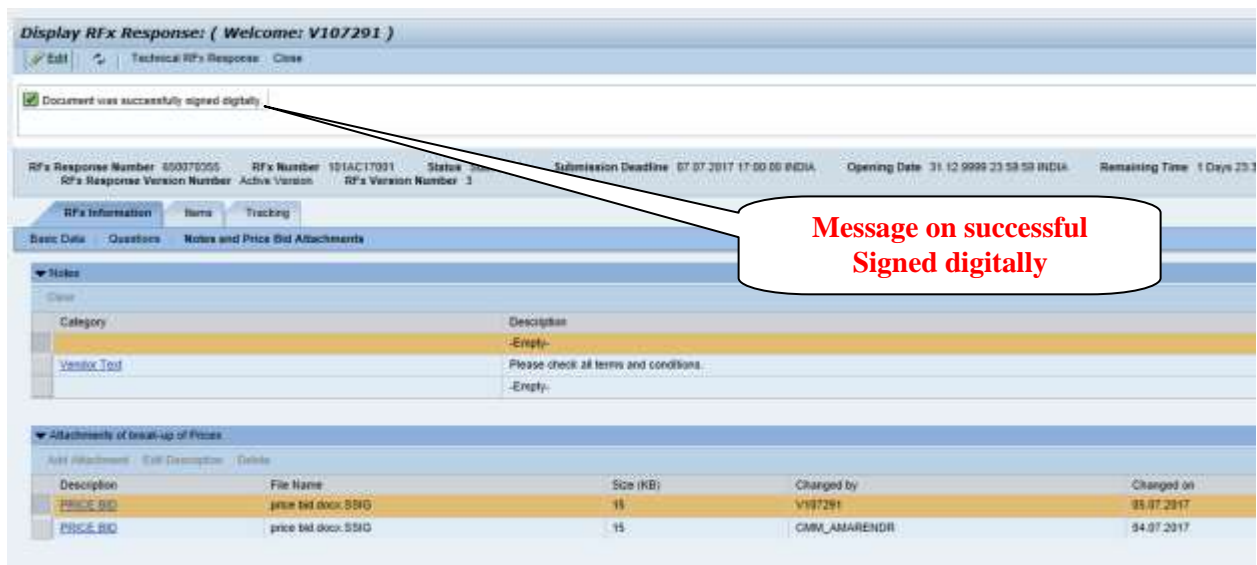 Display RFx Response: ( Welcome: V107291 )
Edit Technical RFx Response Close
Document was successfully signed digitally
RFx Response Number 650070355 RFx Number 101AC17001 Status Submission Deadline 07.07.2017 17:00:00 INDIA Opening Date 31.12.9999 23:59:59 INDIA Remaining Time 1 Days
RFx Response Version Number Active Version RFx Version Number 3
RFx Information Items Tracking
Basic Data Questions Notes and Price Bid Attachments
Message on successful
Signed digitally
Notes
Clear
Category Description
-Empty-
Vendor Text Please check all terms and conditions.
-Empty-
Attachments of break-up of Prices
Add Attachment Edit Description Delete
Description File Name Size (KB) Changed by Changed on
PRICE BID price bid.docx.SSIG 15 V107291 05.07.2017
PRICE BID price bid.docx.SSIG 15 CMM_AMARENDR 04.07.2017